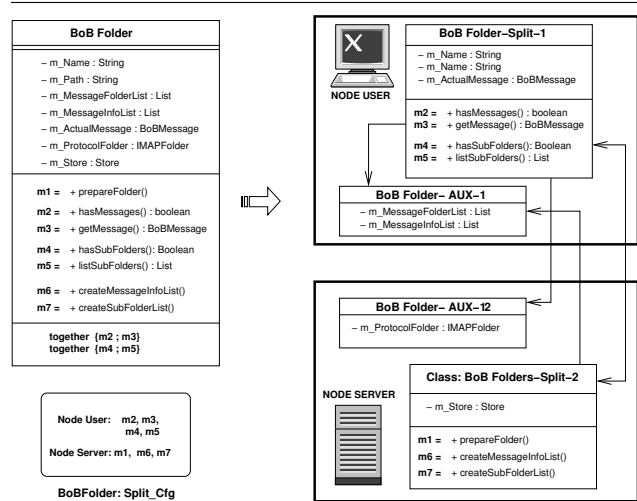 BoB Folder
– m_Name : String
– m_Path : String
– m_MessageFolderList : List
– m_MessageInfoList : List
– m_ActualMessage : BoBMessage
– m_ProtocolFolder : IMAPFolder
– m_Store : Store
m1 = + prepareFolder()
m2 = + hasMessages() : boolean
m3 = + getMessage() : BoBMessage
m4 = + hasSubFolders(): Boolean
m5 = + listSubFolders() : List
m6 = + createMessageInfoList()
m7 = + createSubFolderList()
together {m2 ; m3}
together {m4 ; m5}
Node User: m2, m3,
m4, m5
Node Server: m1, m6, m7
BoBFolder: Split_Cfg
X
NODE USER
BoB Folder–Split–1
– m_Name : String
– m_Name : String
– m_ActualMessage : BoBMessage
m2 = + hasMessages() : boolean
m3 = + getMessage() : BoBMessage
m4 = + hasSubFolders(): Boolean
m5 = + listSubFolders() : List
BoB Folder– AUX–1
– m_MessageFolderList : List
– m_MessageInfoList : List
BoB Folder– AUX–12
– m_ProtocolFolder : IMAPFolder
NODE SERVER
Class: BoB Folders–Split–2
– m_Store : Store
m1 = + prepareFolder()
m6 = + createMessageInfoList()
m7 = + createSubFolderList()